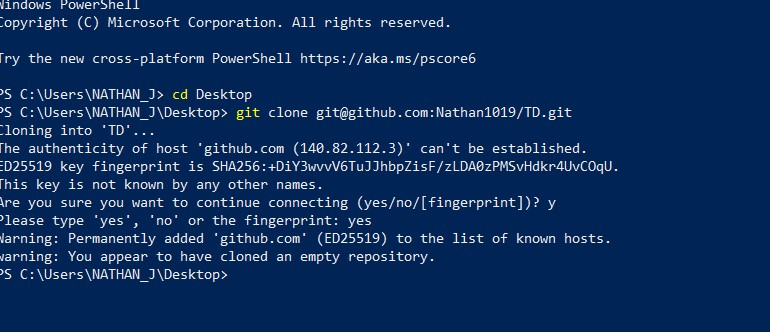 Windows PowerShell
Copyright (C) Microsoft Corporation. All rights reserved.
Try the new cross-platform PowerShell https://aka.ms/pscore6
PS C:\Users\NATHAN_J> cd Desktop
PS C:\Users\NATHAN_J\Desktop> git clone git@github.com:Nathan1019/TD.git
Cloning into 'TD'...
The authenticity of host 'github.com (140.82.112.3)' can't be established.
ED25519 key fingerprint is SHA256:+DiY3wvvV6TuJJhbpZisF/zLDA0zPMSvHdkr4UvCOqU.
This key is not known by any other names.
Are you sure you want to continue connecting (yes/no/[fingerprint])? y
Please type 'yes', 'no' or the fingerprint: yes
Warning: Permanently added 'github.com' (ED25519) to the list of known hosts.
warning: You appear to have cloned an empty repository.
PS C:\Users\NATHAN_J\Desktop>